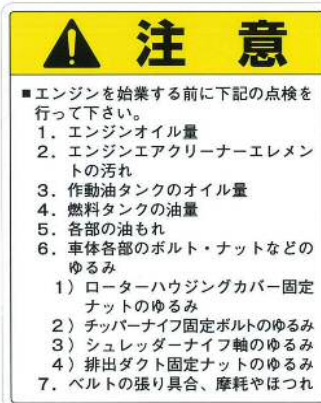 注意
■エンジンを始業する前に下記の点検を
行って下さい。
1．エンジンオイル量
2．エンジンエアクリーナーエレメン
トの汚れ
3．作動油タンクのオイル量
4．燃料タンクの油量
5．各部の油もれ
6．車体各部のボルト・ナットなどの
ゆるみ
1）ローターハウジングカバー固定
ナットのゆるみ
2）チッパーナイフ固定ボルトのゆるみ
3）シュレッダーナイフ軸のゆるみ
4）排出ダクト固定ナットのゆるみ
7．ベルトの張り具合、摩耗やほつれ